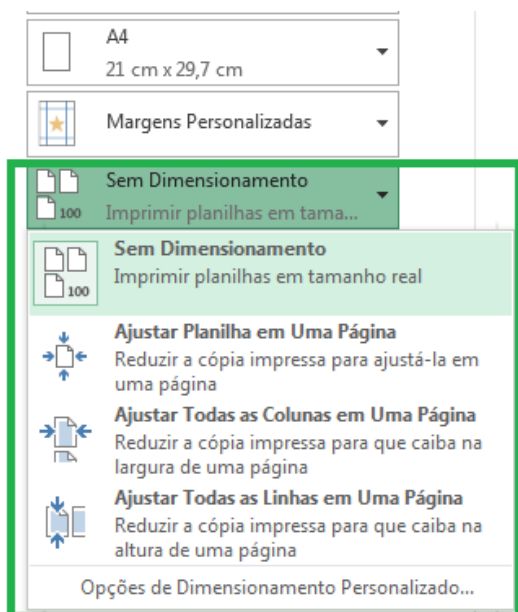 A4
21 cm x 29,7 cm
Margens Personalizadas
Sem Dimensionamento
100 Imprimir planilhas em tama...
Sem Dimensionamento
Imprimir planilhas em tamanho real
100
Ajustar Planilha em Uma Página
Reduzir a cópia impressa para ajustá-la em
uma página
Ajustar Todas as Colunas em Uma Página
Reduzir a cópia impressa para que caiba na
largura de uma página
Ajustar Todas as Linhas em Uma Página
Reduzir a cópia impressa para que caiba na
altura de uma página
Opções de Dimensionamento Personalizado...